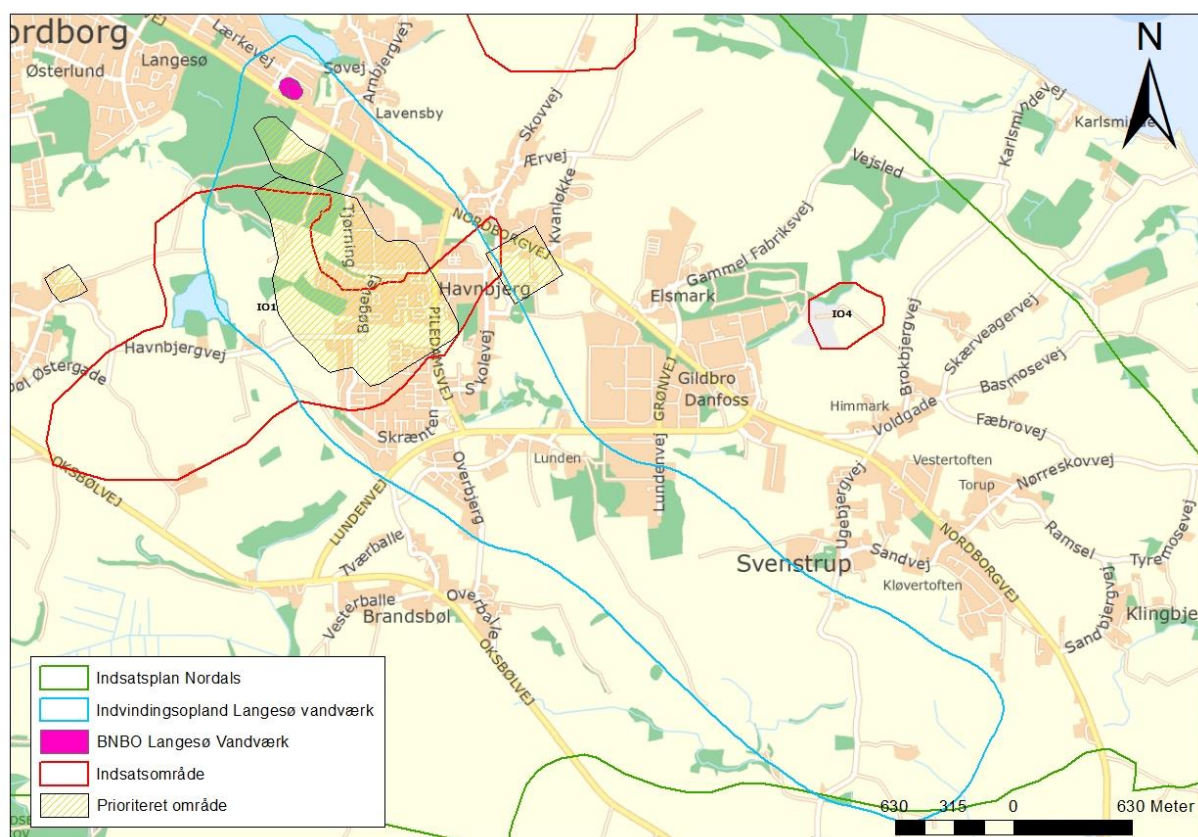 ordborg
Østerlund
Langesø
Lærkevej
Søvej
Arnbjergvej
Lavensby
Skovvej
Ærvej
Kvanløkke
NORDBORGVEJ
Tjørning
Bøgevej
PILEDAMSVEJ
Havnbjerg
Skolevej
IO1
Havnbjergvej
Pøl Østergade
OKSBØLVEJ
Skrænten
LUNDENVEJ
Overbjerg
Lunden
Tværballe
Vesterballe
Brandsbøl
Overballe
OKSBØLVEJ
Elsmark
Gammel Fabriksvej
Vejsled
Karlsmindevej
Karlsminde
N
IO4
Brokbjergvej
Skærveagervej
Basmosevej
Gildbro
Danfoss
GRØNVEJ
Lundenvej
Himmark
Voldgade
Fæbrovej
Vestertoften
Torup
Nørreskovvej
Ugebjergvej
Svenstrup
Sandvej
Kløvertoften
NORDBORGVEJ
Ramsel
Tyremosevej
Sandbjergvej
Klingbje
Indsatsplan Nordals
Indvindingsopland Langesø vandværk
BNBO Langesø Vandværk
Indsatsområde
Prioriteret område
630 315 0 630 Meter